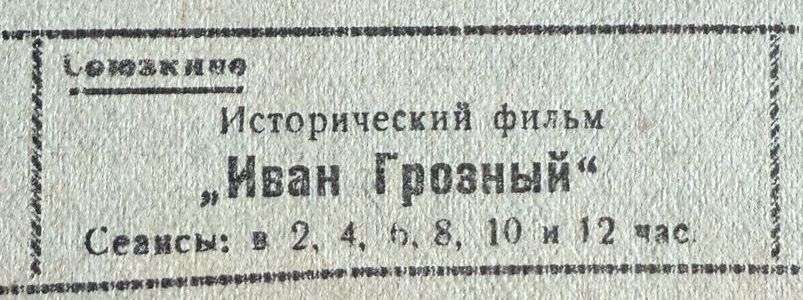 Союзкино
Исторический фильм
„Иван Грозный“
Сеансы: в 2, 4, 6, 8, 10 и 12 час.